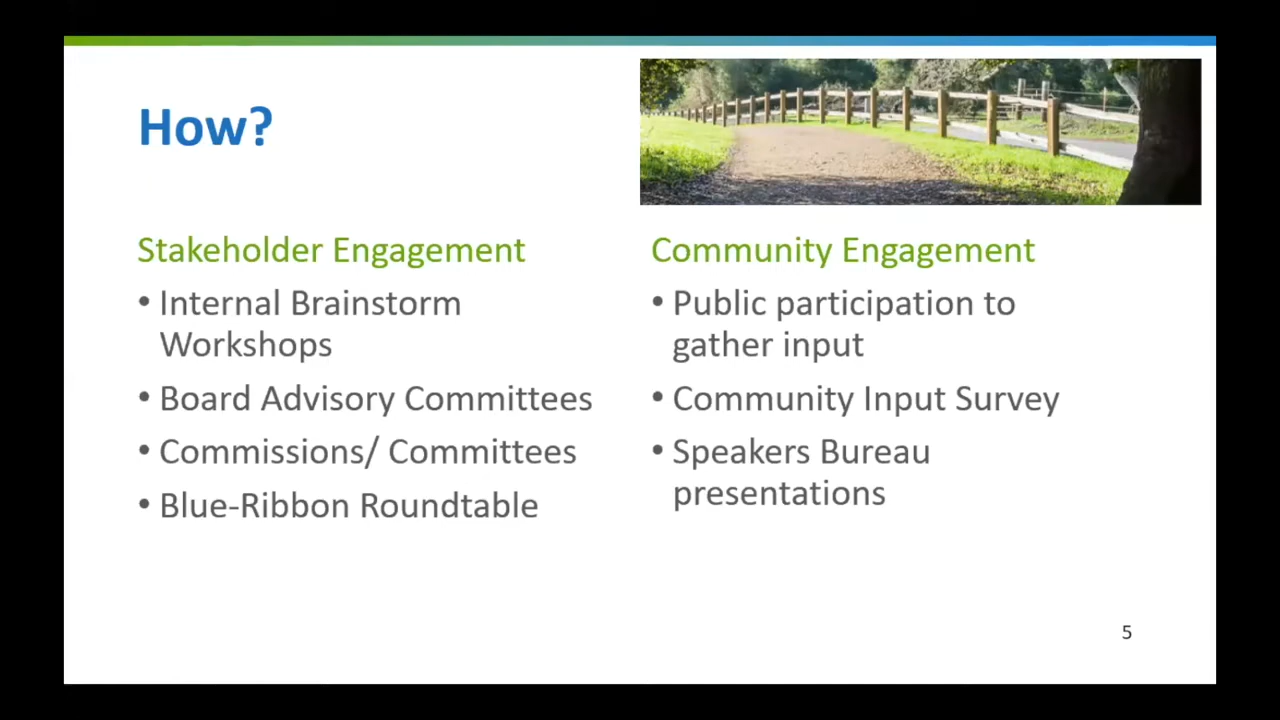 How?
Stakeholder Engagement
• Internal Brainstorm
Workshops
• Board Advisory Committees
• Commissions/ Committees
• Blue-Ribbon Roundtable
Community Engagement
• Public participation to
gather input
• Community Input Survey
• Speakers Bureau
presentations
5